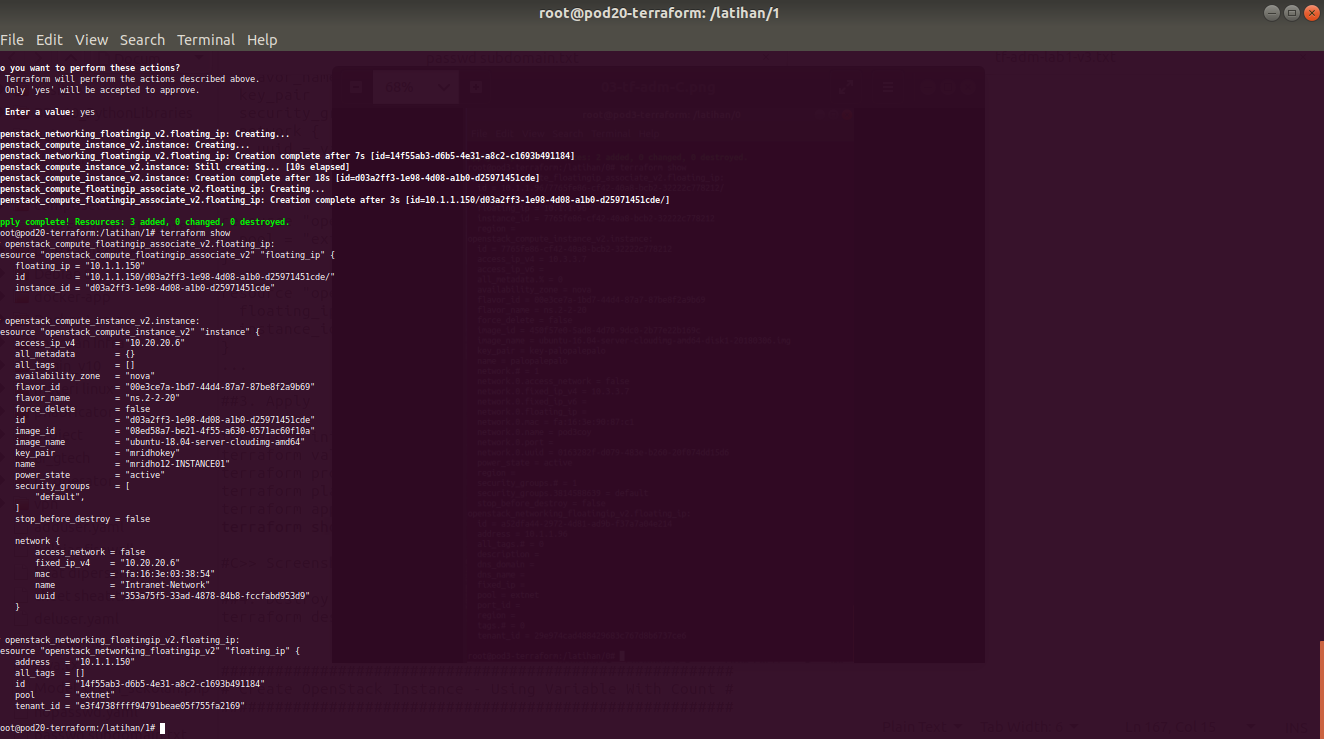 root@pod20-terraform: /latihan/1
File Edit View Search Terminal Help
o you want to perform these actions?
Terraform will perform the actions described above.
Only 'yes' will be accepted to approve.
Enter a value: yes
penstack_networking_floatingip_v2.floating_ip: Creating...
penstack_compute_instance_v2.instance: Creating...
penstack_networking_floatingip_v2.floating_ip: Creation complete after 7s [id=14f55ab3-d6b5-4e31-a8c2-c1693b491184]
penstack_compute_instance_v2.instance: Still creating... [10s elapsed]
penstack_compute_instance_v2.instance: Creation complete after 18s [id=d03a2ff3-1e98-4d08-a1b0-d25971451cde]
penstack_compute_floatingip_associate_v2.floating_ip: Creating...
penstack_compute_floatingip_associate_v2.floating_ip: Creation complete after 3s [id=10.1.1.150/d03a2ff3-1e98-4d08-a1b0-d25971451cde/]
pply complete! Resources: 3 added, 0 changed, 0 destroyed.
oot@pod20-terraform:/latihan/1# terraform show
openstack_compute_floatingip_associate_v2.floating_ip:
esource "openstack_compute_floatingip_associate_v2" "floating_ip" {
floating_ip = "10.1.1.150"
id = "10.1.1.150/d03a2ff3-1e98-4d08-a1b0-d25971451cde/"
instance_id = "d03a2ff3-1e98-4d08-a1b0-d25971451cde"
openstack_compute_instance_v2.instance:
esource "openstack_compute_instance_v2" "instance" {
access_ip_v4 = "10.20.20.6"
all_metadata = {}
all_tags = []
availability_zone = "nova"
flavor_id = "00e3ce7a-1bd7-44d4-87a7-87be8f2a9b69"
flavor_name = "ns.2-2-20"
force_delete = false
id = "d03a2ff3-1e98-4d08-a1b0-d25971451cde"
image_id = "08ed58a7-be21-4f55-a630-0571ac60f10a"
image_name = "ubuntu-18.04-server-cloudimg-amd64"
key_pair = "mridhokey"
name = "mridho12-INSTANCE01"
power_state = "active"
security_groups = [
"default",
]
stop_before_destroy = false
network {
access_network = false
fixed_ip_v4 = "10.20.20.6"
mac = "fa:16:3e:03:38:54"
name = "Intranet-Network"
uuid = "353a75f5-33ad-4878-84b8-fccfabd953d9"
}
openstack_networking_floatingip_v2.floating_ip:
esource "openstack_networking_floatingip_v2" "floating_ip" {
address = "10.1.1.150"
all_tags = []
id = "14f55ab3-d6b5-4e31-a8c2-c1693b491184"
pool = "extnet"
tenant_id = "e3f4738ffff94791beae05f755fa2169"
oot@pod20-terraform:/latihan/1#